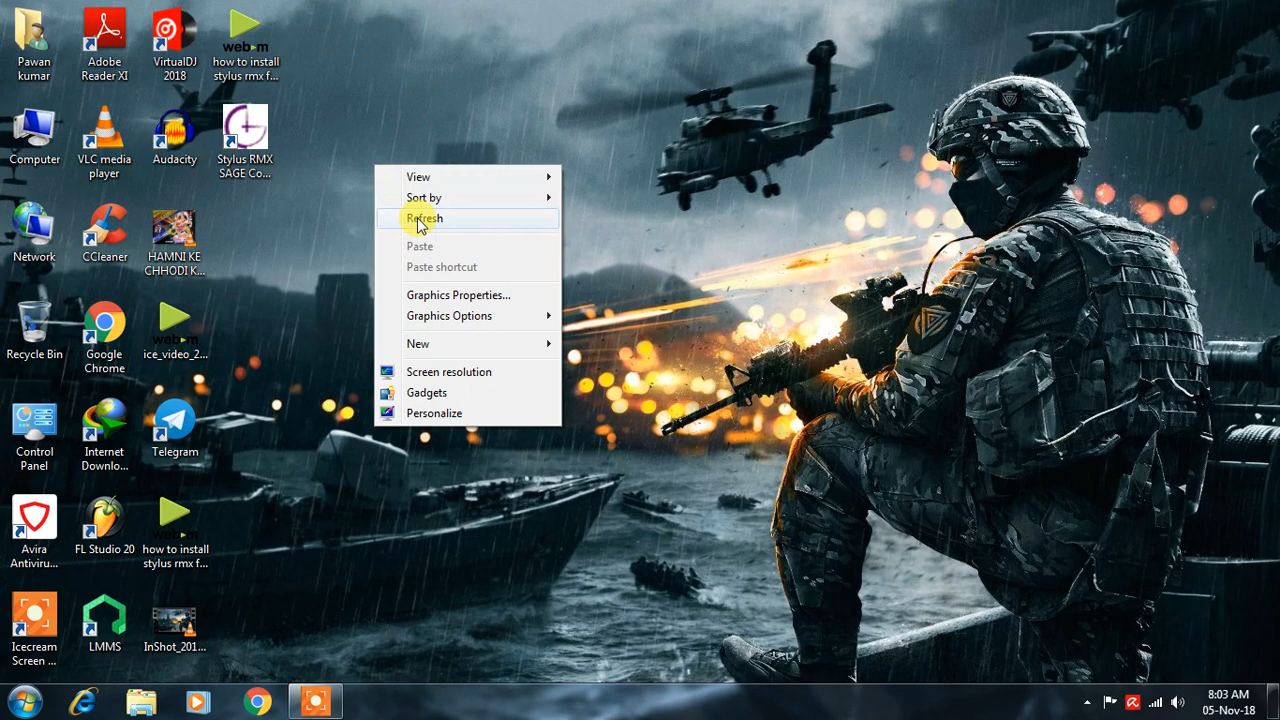 Pawan
kumar
Adobe
Reader XI
VirtualDJ
2018
web-m
how to install
stylus rmx f...
Computer
VLC media
player
Audacity
Stylus RMX
SAGE Co...
Network
CCleaner
HAMNI KE
CHHODI K...
Recycle Bin
Google
Chrome
ice_video_2...
Control
Panel
Internet
Downlo...
Telegram
Avira
Antiviru...
FL Studio 20
how to install
stylus rmx f...
Icecream
Screen ...
LMMS
InShot_201...
View
Sort by
Refresh
Paste
Paste shortcut
Graphics Properties...
Graphics Options
New
Screen resolution
Gadgets
Personalize
8:03 AM
05-Nov-18